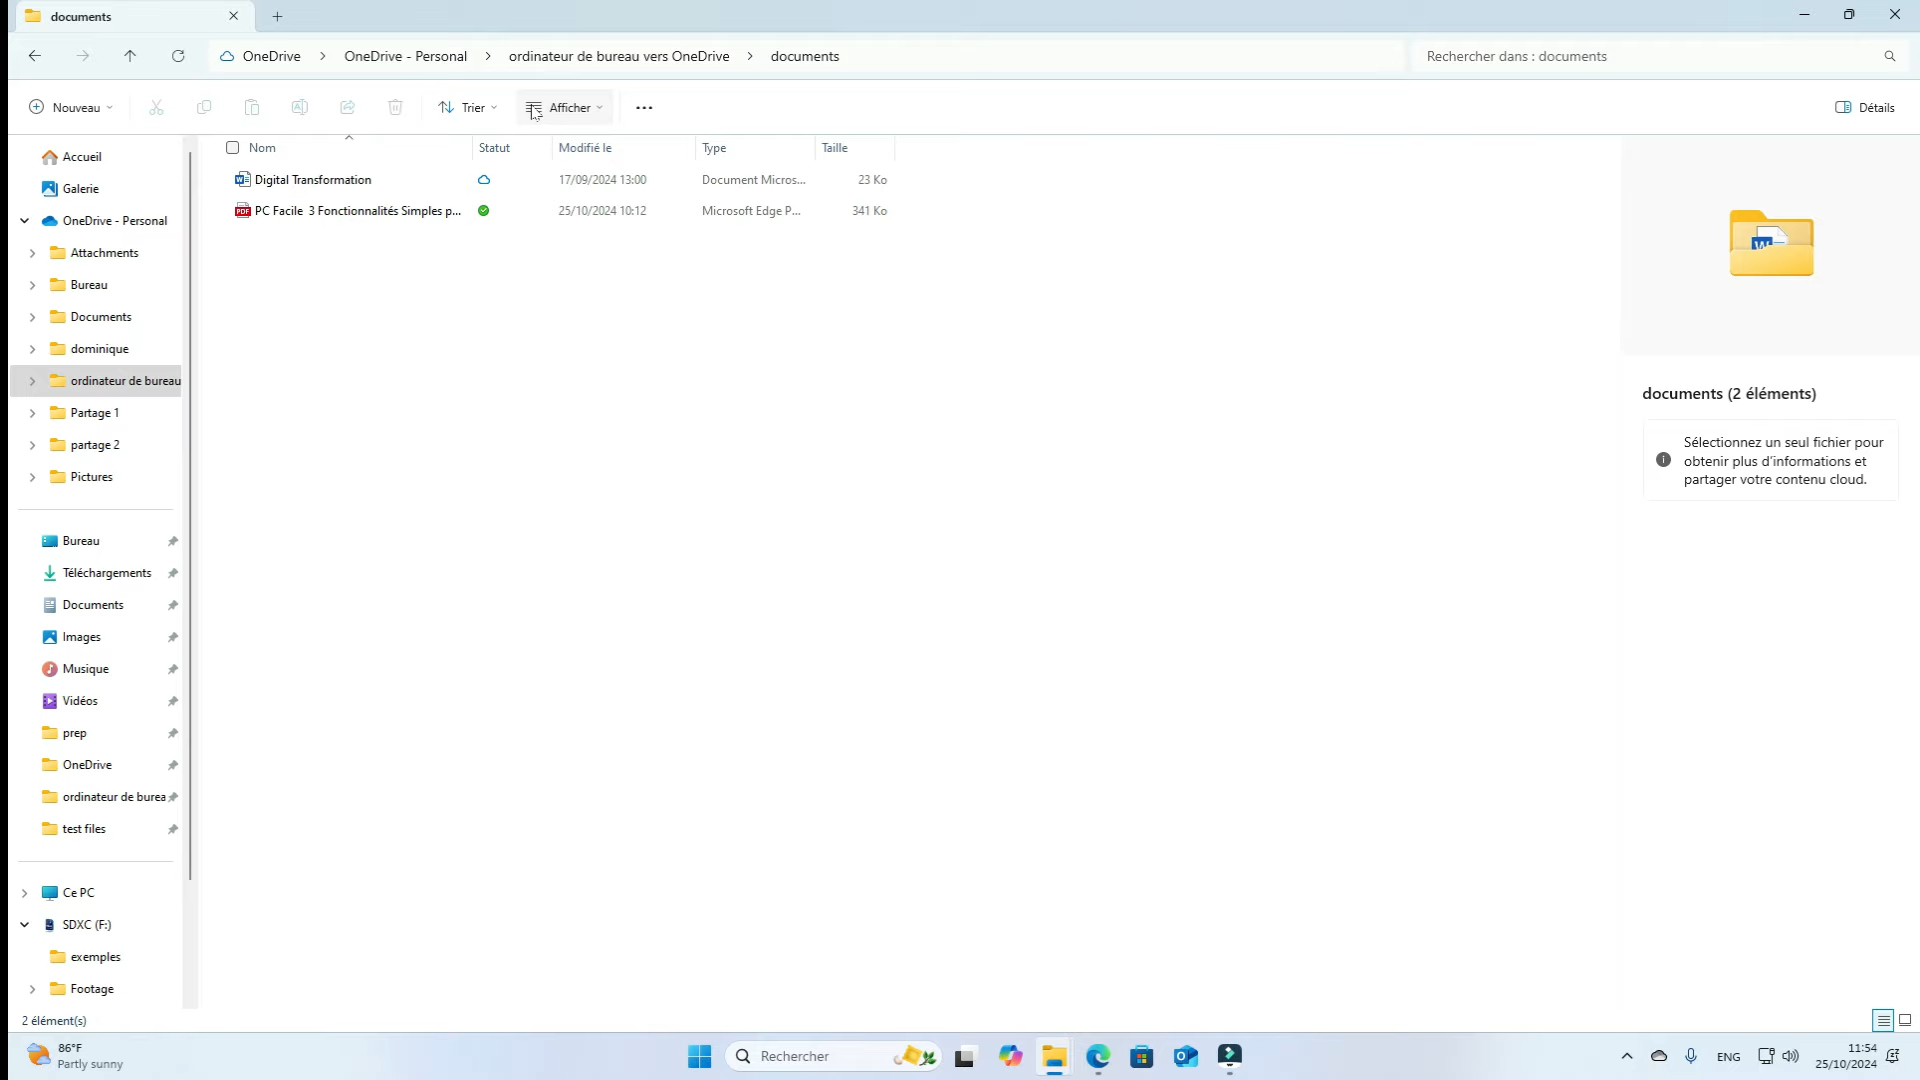 documents
OneDrive > OneDrive - Personal > ordinateur de bureau vers OneDrive > documents
Rechercher dans : documents
Nouveau
Trier
Afficher
Détails
Nom Statut Modifié le Type Taille
Digital Transformation 17/09/2024 13:00 Document Micros... 23 Ko
PC Facile 3 Fonctionnalités Simples p... 25/10/2024 10:12 Microsoft Edge P... 341 Ko
Accueil
Galerie
OneDrive - Personal
Attachments
Bureau
Documents
dominique
ordinateur de bureau
Partage 1
partage 2
Pictures
Bureau
Téléchargements
Documents
Images
Musique
Vidéos
prep
OneDrive
ordinateur de burea
test files
Ce PC
SDXC (F:)
exemples
Footage
2 élément(s)
documents (2 éléments)
Sélectionnez un seul fichier pour
obtenir plus d'informations et
partager votre contenu cloud.
86°F
Partly sunny
Rechercher
ENG
11:54
25/10/2024